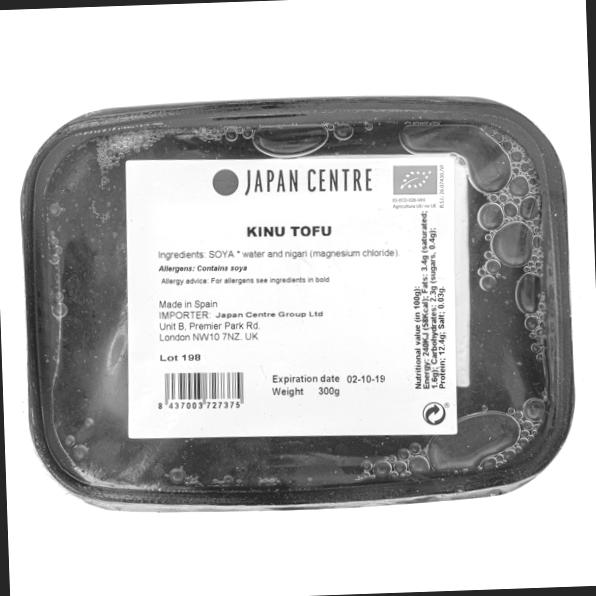 JAPAN CENTRE
KINU TOFU
Ingredients: SOYA * water and nigari (magnesium chloride).
Allergens: Contains soya
Allergy advice: For allergens see ingredients in bold
Made in Spain
IMPORTER: Japan Centre Group Ltd
Unit B, Premier Park Rd.
London NW10 7NZ. UK
Lot 198
8 437003 727375
Expiration date 02-10-19
Weight 300g
Nutritional value (in 100g):
Energy: 240KJ (58Kcal); Fats: 3.4g (saturated:
1.6g); Carbohydrates: 2.3g (sugars, 0.4g);
Protein; 12.4g; Salt; 0.03g.